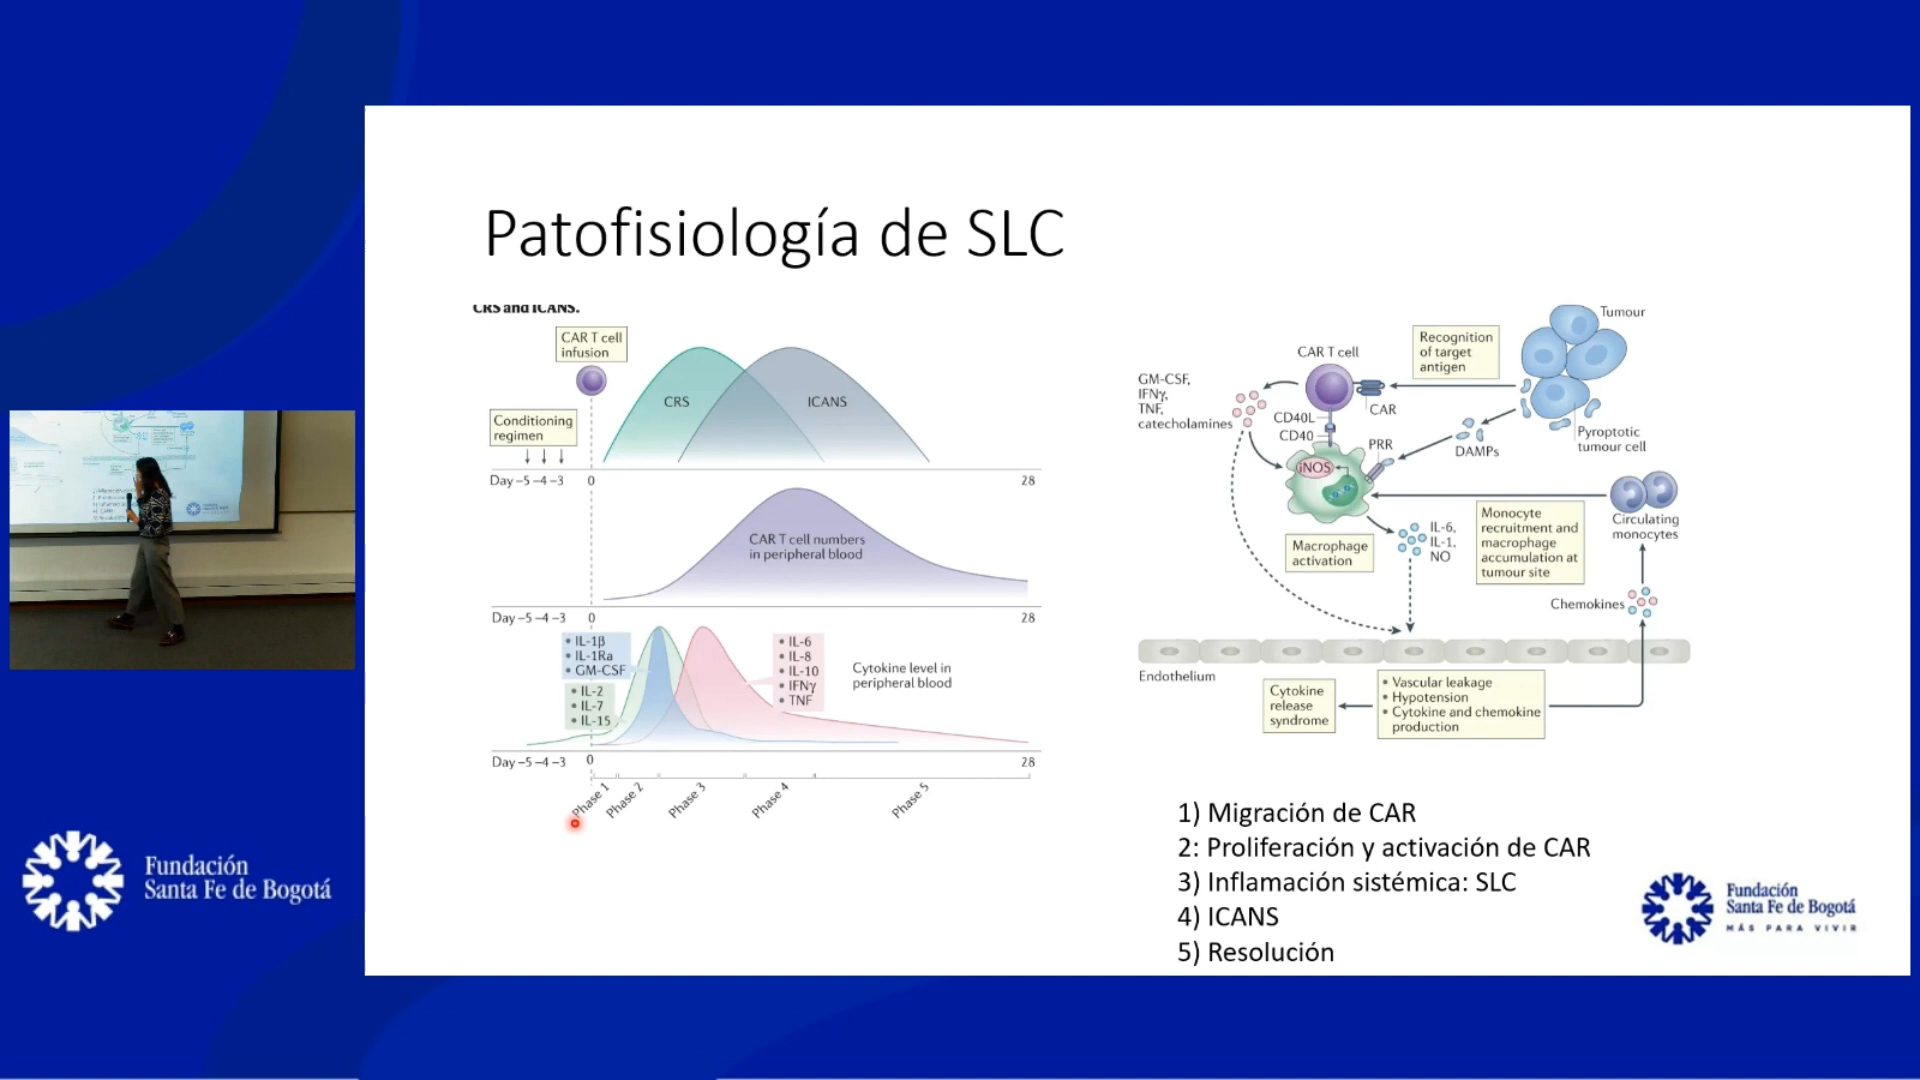 Patofisiología de SLC
CRS and ICANS.
CAR T cell
infusion
CRS
ICANS
Conditioning
regimen
Day –5 –4 –3 0 28
CAR T cell numbers
in peripheral blood
Day –5 –4 –3 0 28
• IL-1β
• IL-1Ra
• GM-CSF
• IL-2
• IL-7
• IL-15
• IL-6
• IL-8
• IL-10
• IFNγ
• TNF
Cytokine level in
peripheral blood
Day –5 –4 –3 0 28
Phase 1
Phase 2
Phase 3
Phase 4
Phase 5
Tumour
Recognition
of target
antigen
CAR T cell
GM-CSF,
IFNγ,
TNF,
catecholamines
CAR
CD40L
CD40
PRR
DAMPs
Pyroptotic
tumour cell
iNOS
Circulating
monocytes
Monocyte
recruitment and
macrophage
accumulation at
tumour site
IL-6,
IL-1,
NO
Macrophage
activation
Chemokines
Endothelium
Cytokine
release
syndrome
• Vascular leakage
• Hypotension
• Cytokine and chemokine
production
1) Migración de CAR
2: Proliferación y activación de CAR
3) Inflamación sistémica: SLC
4) ICANS
5) Resolución
Fundación
Santa Fe de Bogotá
MÁS PARA VIVIR
Fundación
Santa Fe de Bogotá